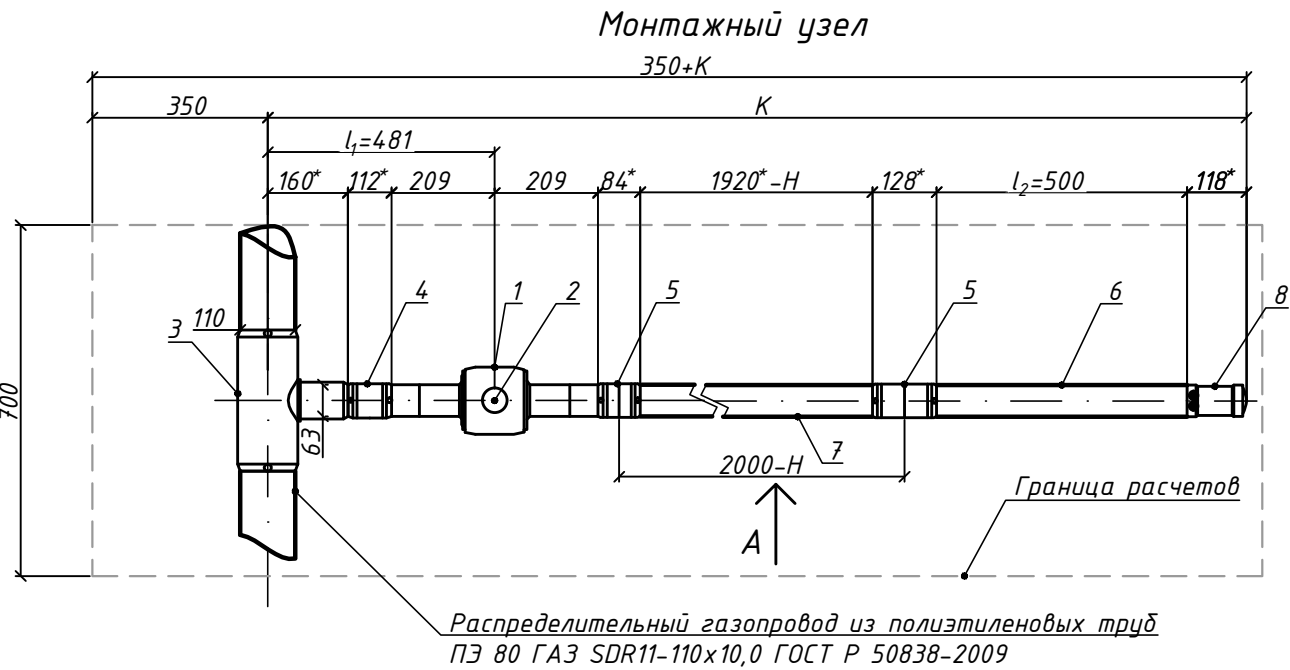 Монтажный узел
350+К
350
К
l₁=481
160*
112*
209
209
84*
1920*-Н
128*
l₂=500
118*
4
1
2
5
5
6
8
3
110
700
63
7
2000-Н
Граница расчетов
А
Распределительный газопровод из полиэтиленовых труб
ПЭ 80 ГАЗ SDR11-110х10,0 ГОСТ Р 50838-2009